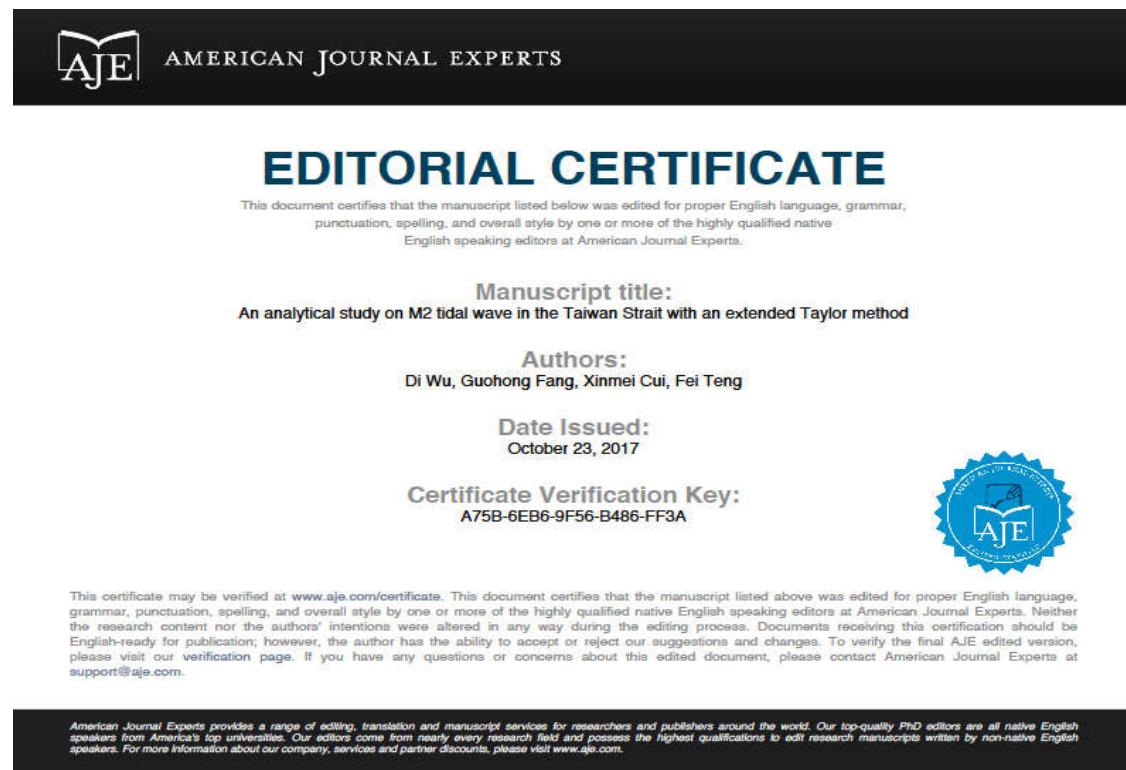 AJE AMERICAN JOURNAL EXPERTS
EDITORIAL CERTIFICATE
This document certifies that the manuscript listed below was edited for proper English language, grammar,
punctuation, spelling, and overall style by one or more of the highly qualified native
English speaking editors at American Journal Experts.
Manuscript title:
An analytical study on M2 tidal wave in the Taiwan Strait with an extended Taylor method
Authors:
Di Wu, Guohong Fang, Xinmei Cui, Fei Teng
Date Issued:
October 23, 2017
Certificate Verification Key:
A75B-6EB6-9F56-B486-FF3A
AJE
This certificate may be verified at www.aje.com/certificate. This document certifies that the manuscript listed above was edited for proper English language,
grammar, punctuation, spelling, and overall style by one or more of the highly qualified native English speaking editors at American Journal Experts. Neither
the research content nor the authors' intentions were altered in any way during the editing process. Documents receiving this certification should be
English-ready for publication; however, the author has the ability to accept or reject our suggestions and changes. To verify the final AJE edited version,
please visit our verification page. If you have any questions or concerns about this edited document, please contact American Journal Experts at
support@aje.com.
American Journal Experts provides a range of editing, translation and manuscript services for researchers and publishers around the world. Our top-quality PhD editors are all native English
speakers from America's top universities. Our editors come from nearly every research field and possess the highest qualifications to edit research manuscripts written by non-native English
speakers. For more information about our company, services and partner discounts, please visit www.aje.com.